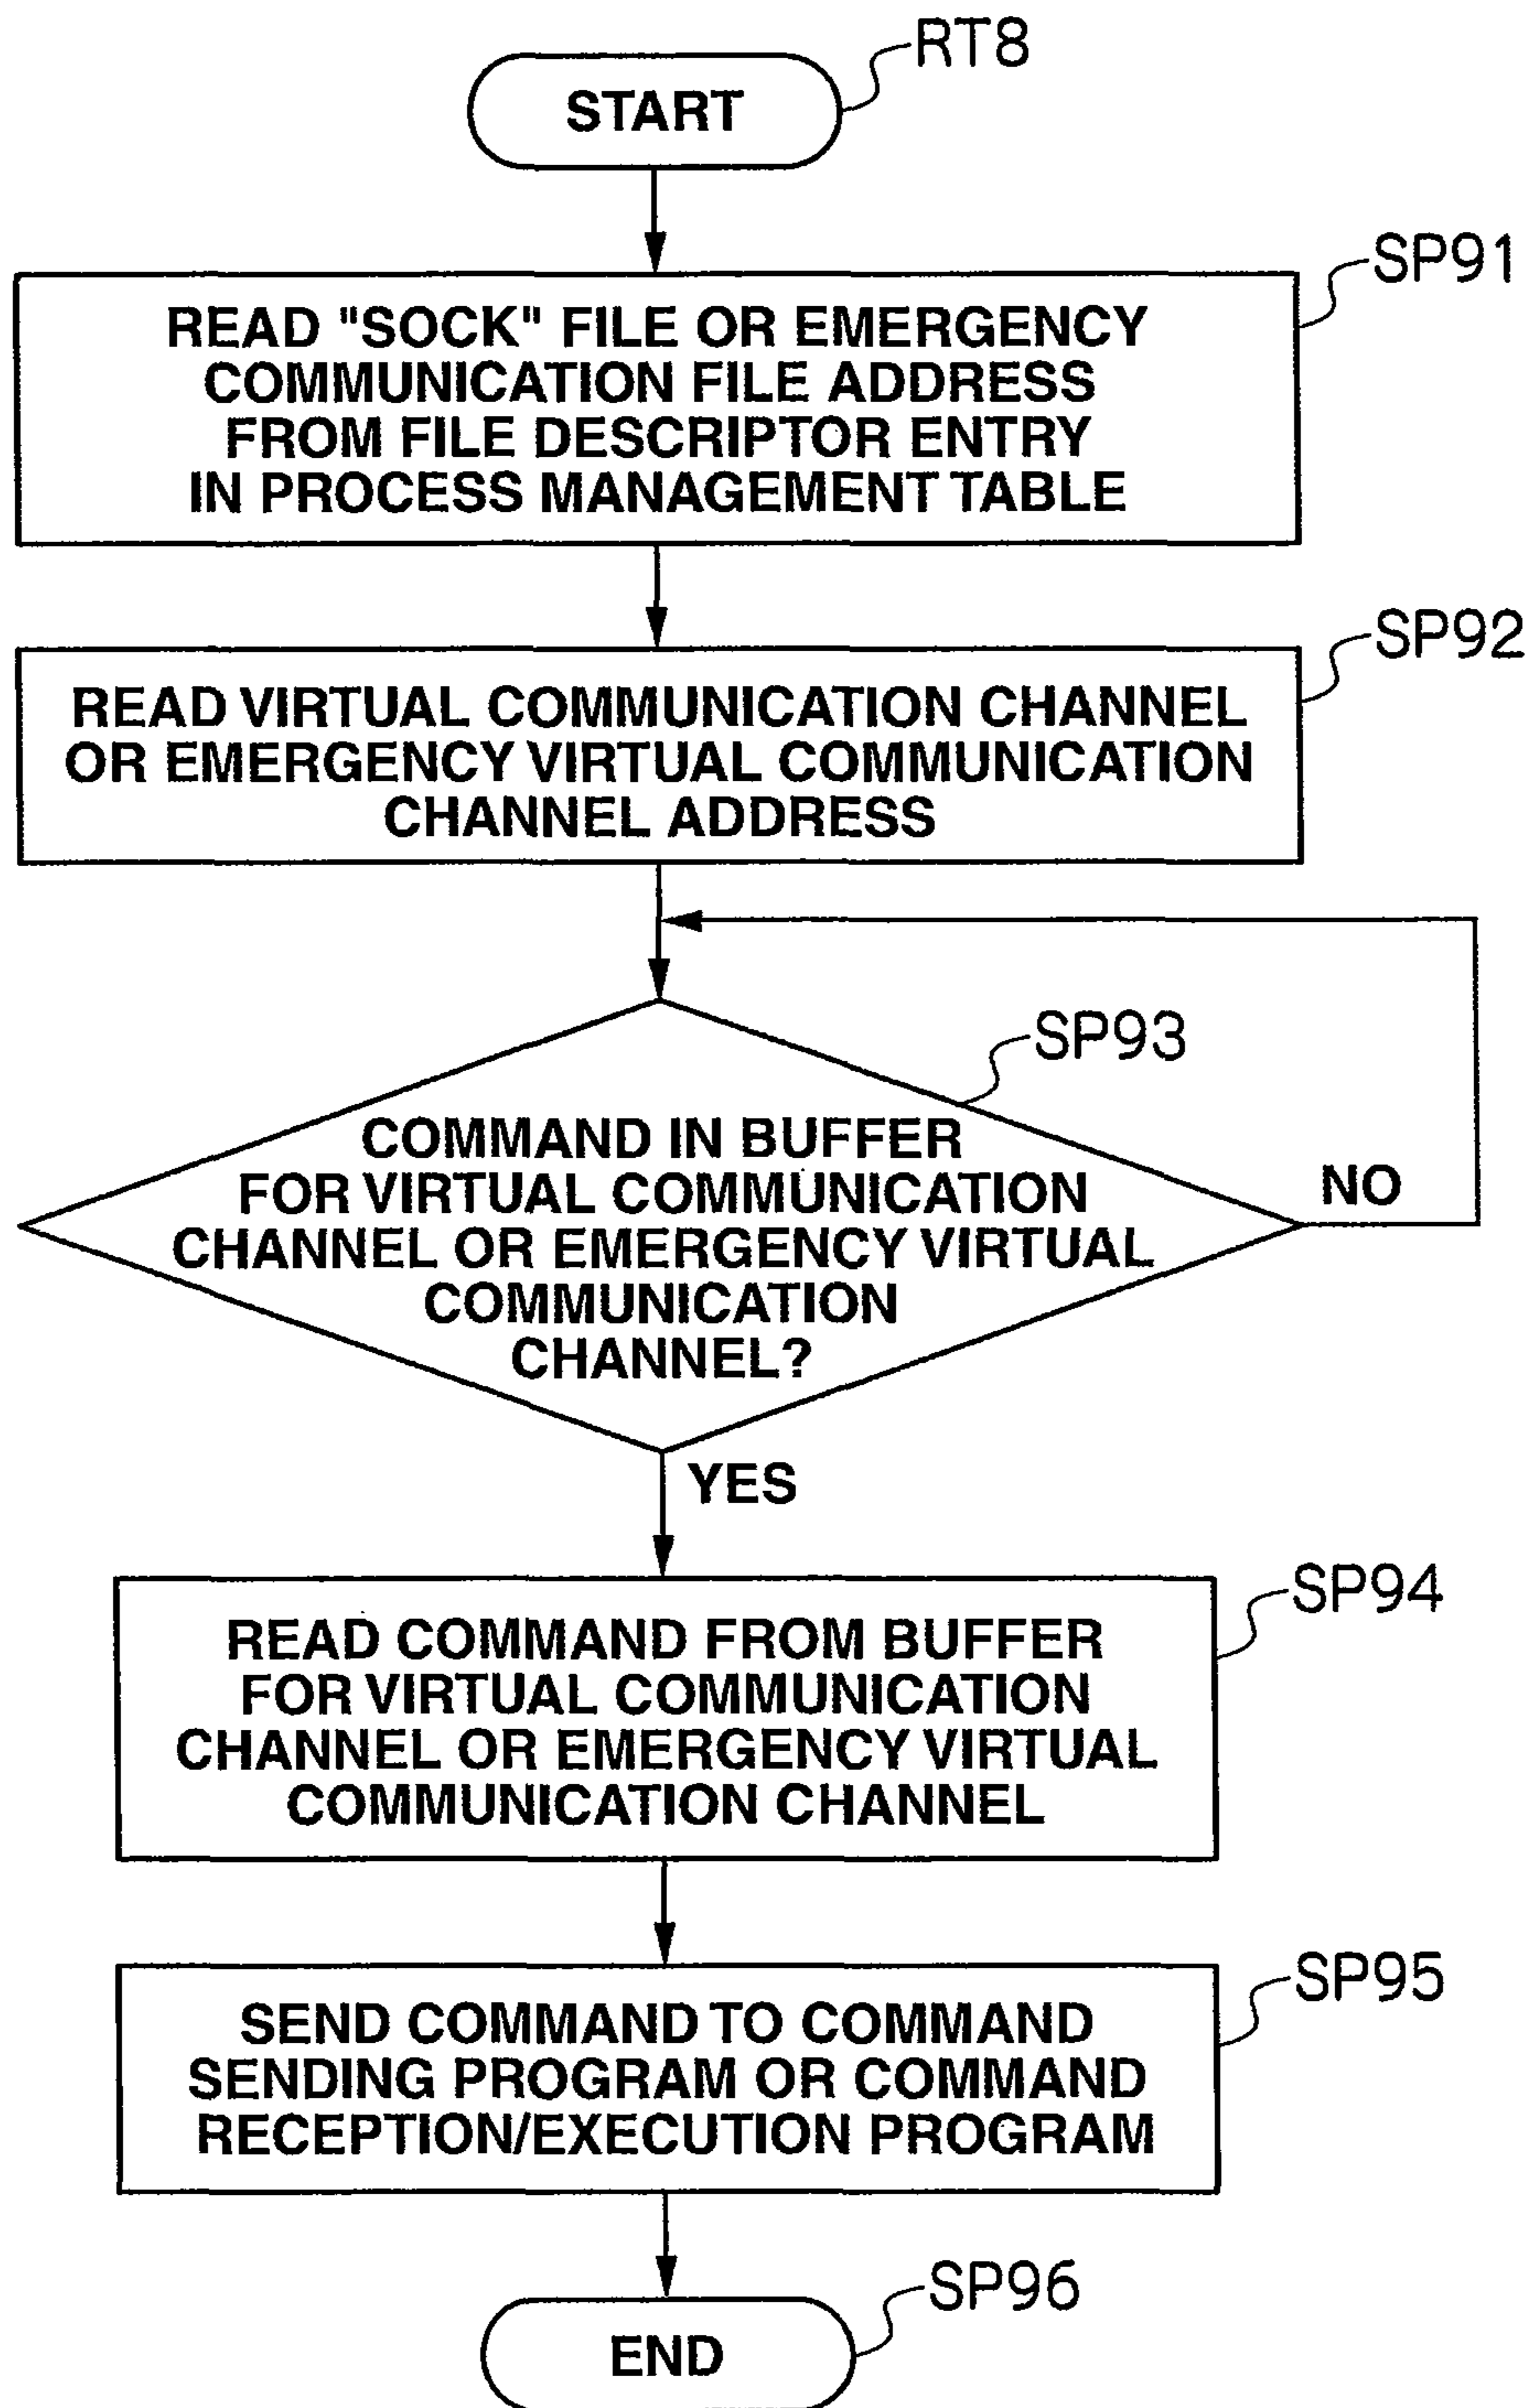 RT8
START
SP91
READ "SOCK" FILE OR EMERGENCY
COMMUNICATION FILE ADDRESS
FROM FILE DESCRIPTOR ENTRY
IN PROCESS MANAGEMENT TABLE
SP92
READ VIRTUAL COMMUNICATION CHANNEL
OR EMERGENCY VIRTUAL COMMUNICATION
CHANNEL ADDRESS
SP93
COMMAND IN BUFFER
FOR VIRTUAL COMMUNICATION
CHANNEL OR EMERGENCY VIRTUAL
COMMUNICATION
CHANNEL?
NO
YES
SP94
READ COMMAND FROM BUFFER
FOR VIRTUAL COMMUNICATION
CHANNEL OR EMERGENCY VIRTUAL
COMMUNICATION CHANNEL
SP95
SEND COMMAND TO COMMAND
SENDING PROGRAM OR COMMAND
RECEPTION/EXECUTION PROGRAM
SP96
END